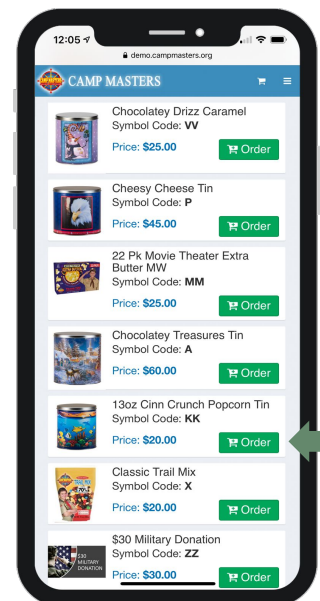 12:05
demo.campmasters.org
CAMP MASTERS
Chocolatey Drizz Caramel
Symbol Code: VV
Price: $25.00
Order
Cheesy Cheese Tin
Symbol Code: P
Price: $45.00
Order
22 Pk Movie Theater Extra
Butter MW
Symbol Code: MM
Price: $25.00
Order
Chocolatey Treasures Tin
Symbol Code: A
Price: $60.00
Order
13oz Cinn Crunch Popcorn Tin
Symbol Code: KK
Price: $20.00
Order
Classic Trail Mix
Symbol Code: X
Price: $20.00
Order
$30 Military Donation
Symbol Code: ZZ
$30
MILITARY
DONATION
Price: $30.00
Order